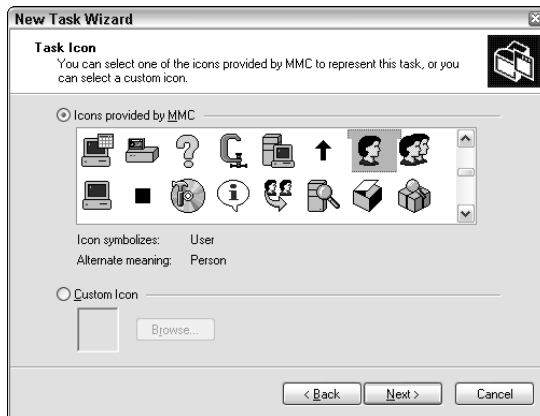 New Task Wizard
Task Icon
You can select one of the icons provided by MMC to represent this task, or you
can select a custom icon.
Icons provided by MMC
Icon symbolizes: User
Alternate meaning: Person
Custom Icon
Browse...
< Back Next > Cancel